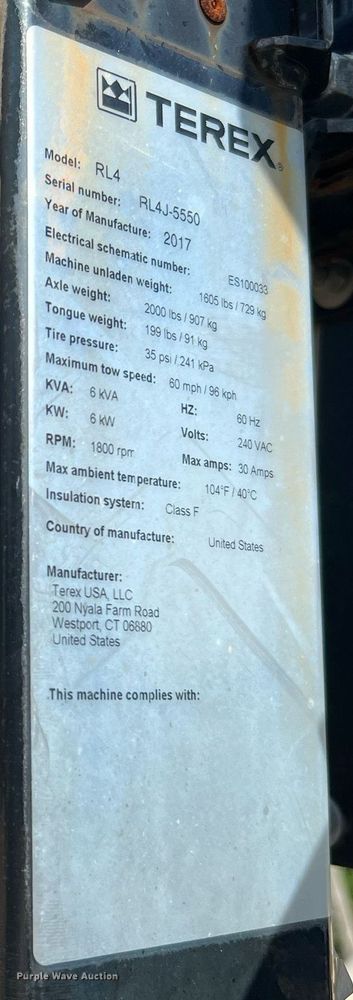 TEREX®
Model: RL4
Serial number: RL4J-5550
Year of Manufacture: 2017
Electrical schematic number: ES100033
Machine unladen weight: 1605 lbs / 729 kg
Axle weight: 2000 lbs / 907 kg
Tongue weight: 199 lbs / 91 kg
Tire pressure: 35 psi / 241 kPa
Maximum tow speed: 60 mph / 96 kph
KVA: 6 kVA HZ: 60 Hz
KW: 6 kW Volts: 240 VAC
RPM: 1800 rpm Max amps: 30 Amps
Max ambient temperature: 104°F / 40°C
Insulation system: Class F
Country of manufacture: United States
Manufacturer:
Terex USA, LLC
200 Nyala Farm Road
Westport, CT 06880
United States
This machine complies with:
Purple Wave Auction